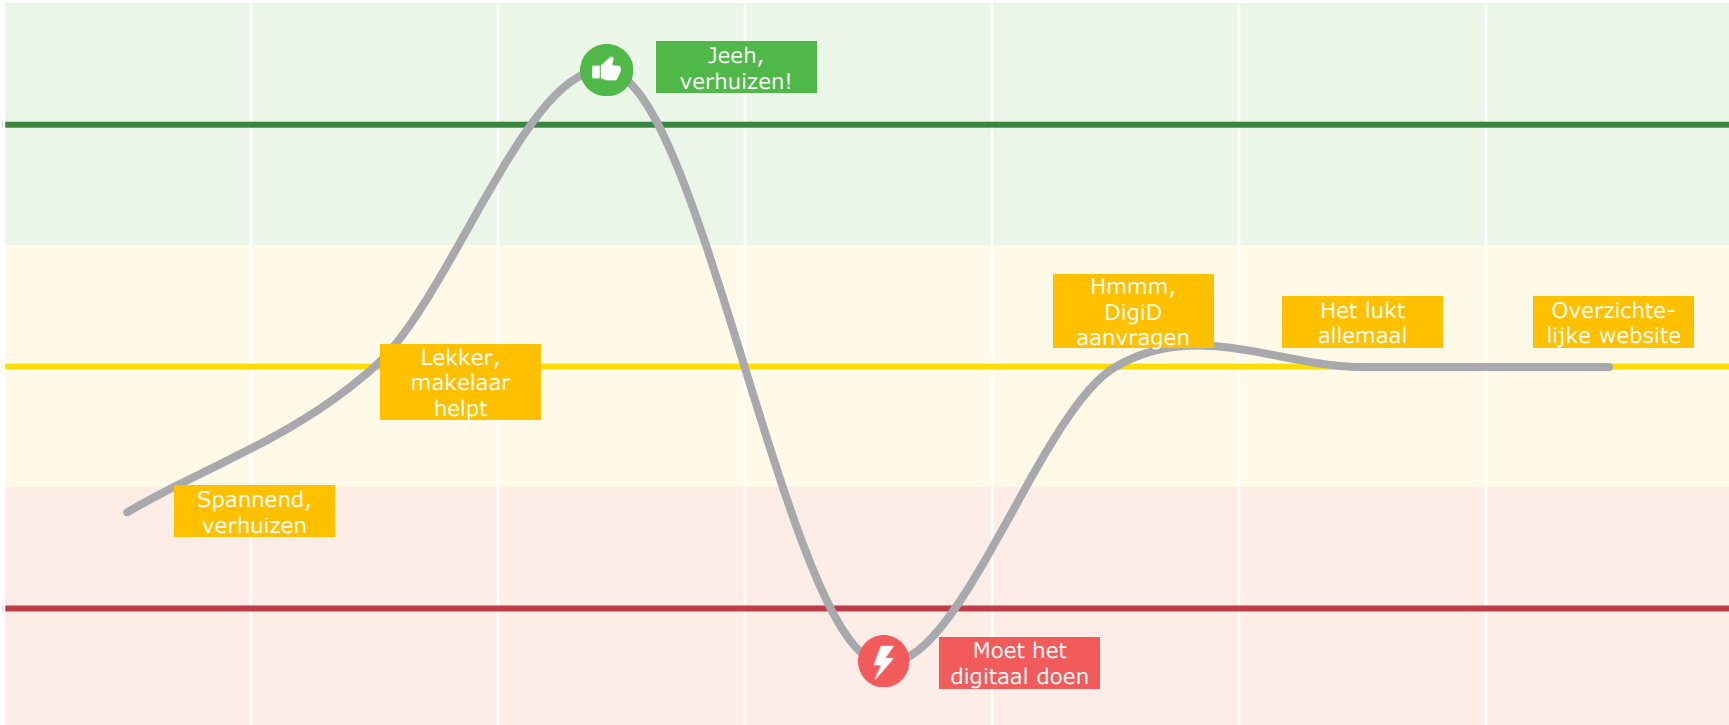 Spannend,
verhuizen
Lekker,
makelaar
helpt
Jeeh,
verhuizen!
Moet het
digitaal doen
Hmmm,
DigiD
aanvragen
Het lukt
allemaal
Overzichte-
lijke website